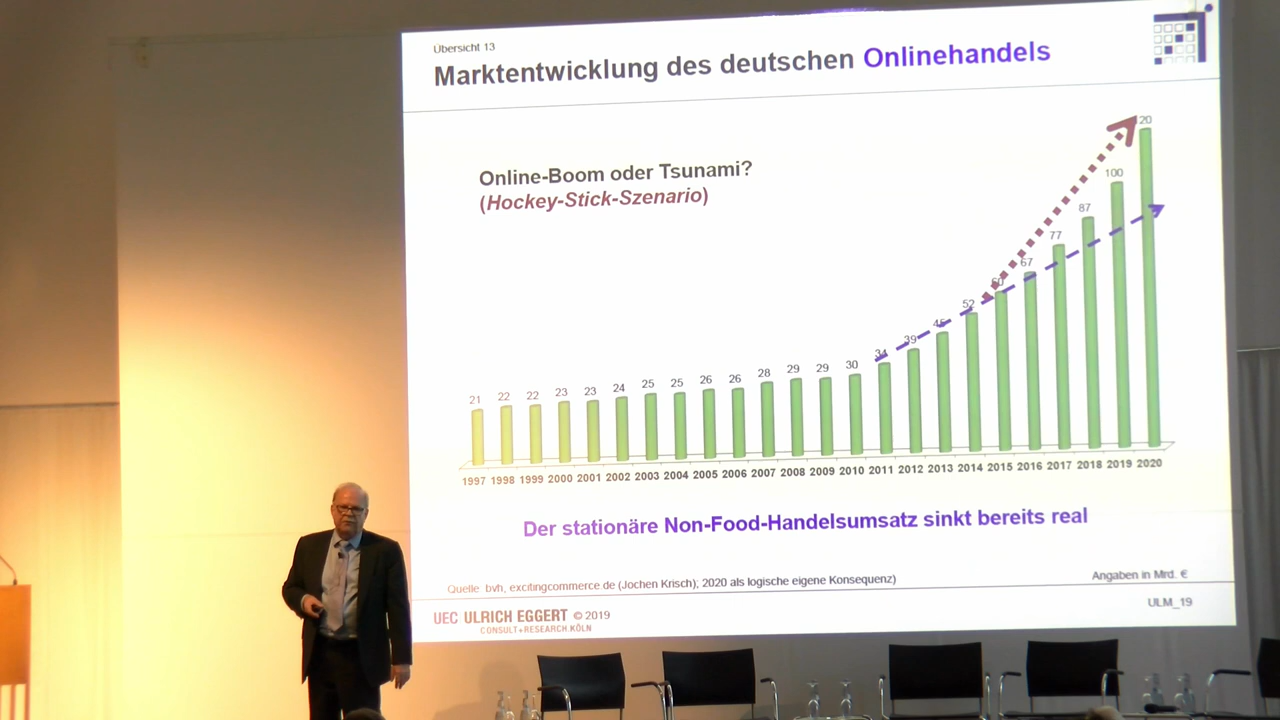 Übersicht 13
Marktentwicklung des deutschen Onlinehandels
Online-Boom oder Tsunami?
(Hockey-Stick-Szenario)
21 22 22 23 23 24 25 25 26 26 28 29 29 30 34 39 52 67 77 87 100 20
1997 1998 1999 2000 2001 2002 2003 2004 2005 2006 2007 2008 2009 2010 2011 2012 2013 2014 2015 2016 2017 2018 2019 2020
Der stationäre Non-Food-Handelsumsatz sinkt bereits real
Quelle bvh, excitingcommerce.de (Jochen Krisch); 2020 als logische eigene Konsequenz)
Angaben in Mrd. €
UEC ULRICH EGGERT © 2019
CONSULT+RESEARCH.KÖLN
ULM_19